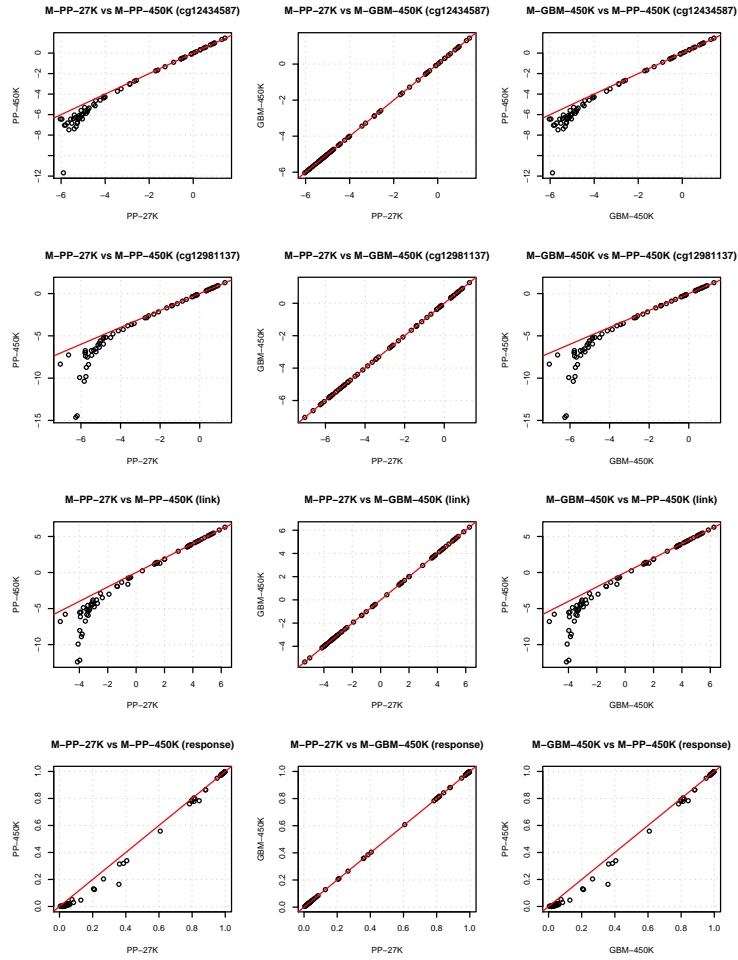 M−PP−27K vs M−PP−450K (cg12434587)
PP−450K
0
−2
−4
−6
−8
−12
−6 −4 −2 0
PP−27K
M−PP−27K vs M−GBM−450K (cg12434587)
GBM−450K
0
−2
−4
−6
−6 −4 −2 0
PP−27K
M−GBM−450K vs M−PP−450K (cg12434587)
PP−450K
0
−2
−4
−6
−8
−12
−6 −4 −2 0
GBM−450K
M−PP−27K vs M−PP−450K (cg12981137)
PP−450K
0
−5
−10
−15
−6 −4 −2 0
PP−27K
M−PP−27K vs M−GBM−450K (cg12981137)
GBM−450K
0
−2
−4
−6
−6 −4 −2 0
PP−27K
M−GBM−450K vs M−PP−450K (cg12981137)
PP−450K
0
−5
−10
−15
−6 −4 −2 0
GBM−450K
M−PP−27K vs M−PP−450K (link)
PP−450K
5
0
−5
−10
−4 −2 0 2 4 6
PP−27K
M−PP−27K vs M−GBM−450K (link)
GBM−450K
6
4
2
0
−2
−4
−4 −2 0 2 4 6
PP−27K
M−GBM−450K vs M−PP−450K (link)
PP−450K
5
0
−5
−10
−4 −2 0 2 4 6
GBM−450K
M−PP−27K vs M−PP−450K (response)
PP−450K
1.0
0.8
0.6
0.4
0.2
0.0
0.0 0.2 0.4 0.6 0.8 1.0
PP−27K
M−PP−27K vs M−GBM−450K (response)
GBM−450K
1.0
0.8
0.6
0.4
0.2
0.0
0.0 0.2 0.4 0.6 0.8 1.0
PP−27K
M−GBM−450K vs M−PP−450K (response)
PP−450K
1.0
0.8
0.6
0.4
0.2
0.0
0.0 0.2 0.4 0.6 0.8 1.0
GBM−450K